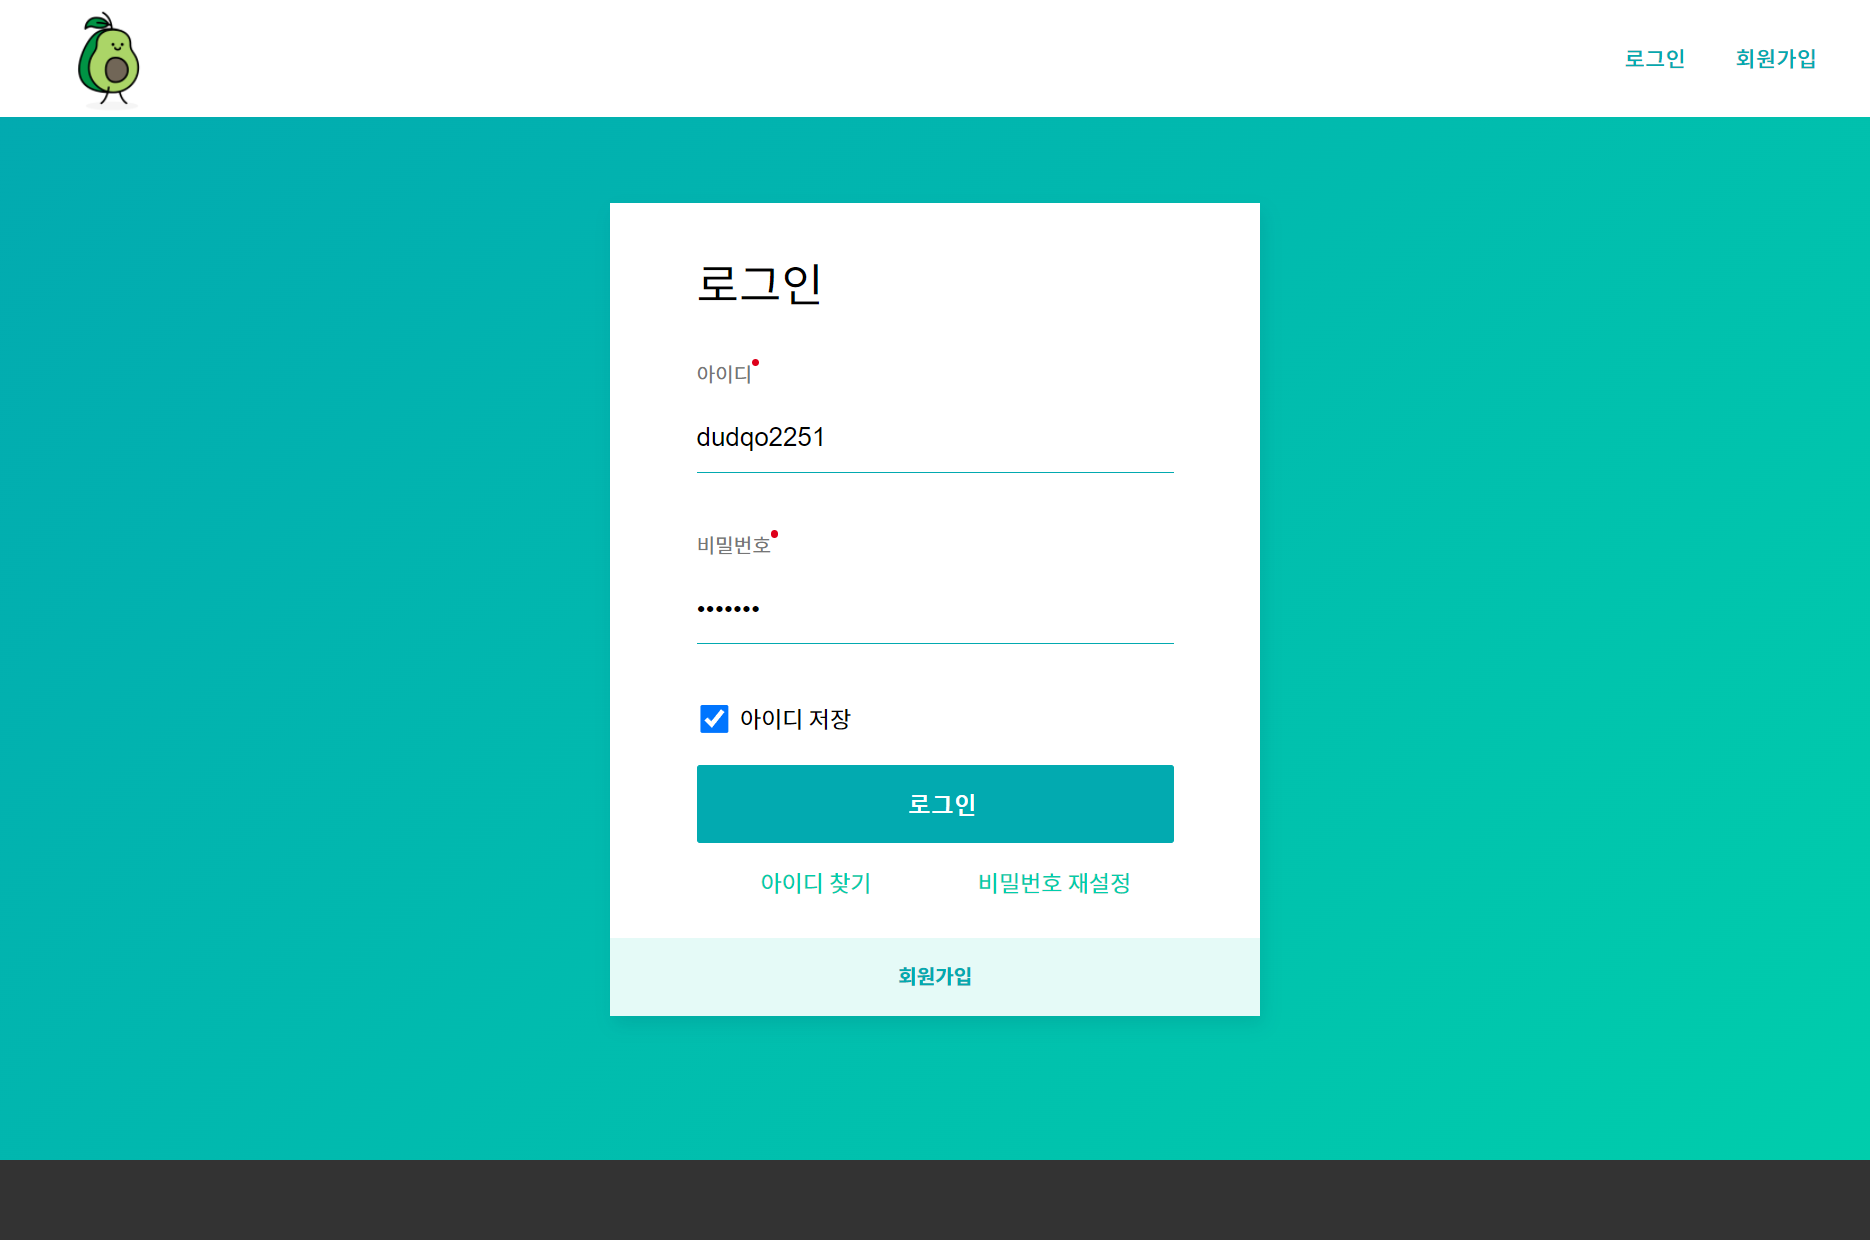 로그인 회원가입
로그인
아이디
dudqo2251
비밀번호
•••••••
아이디 저장
로그인
아이디 찾기 비밀번호 재설정
회원가입